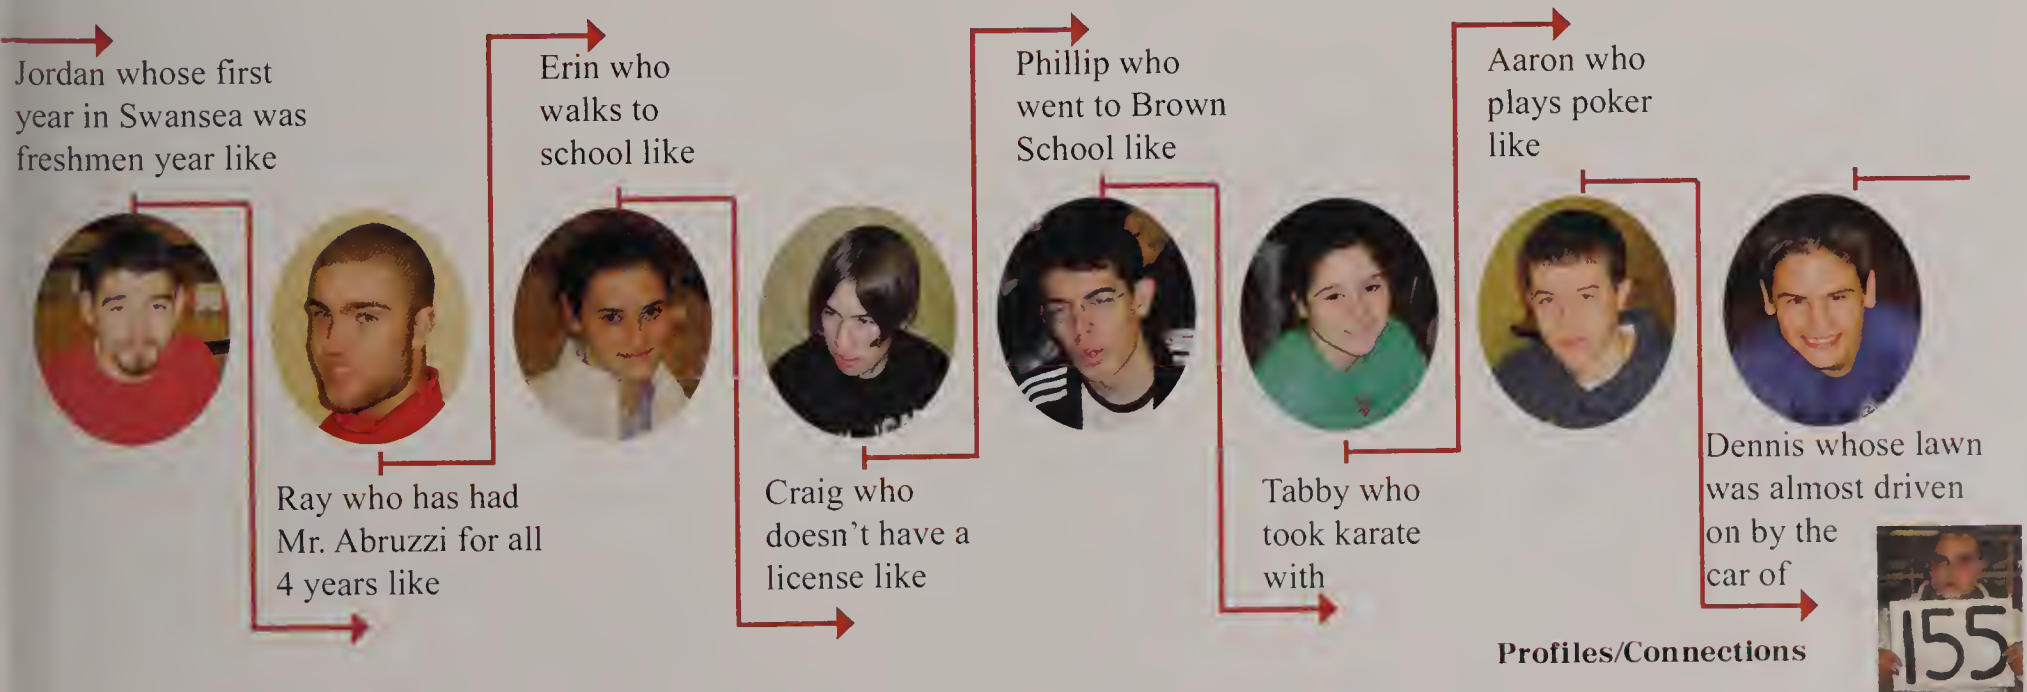 Jordan whose first
year in Swansea was
freshmen year like
Ray who has had
Mr. Abruzzi for all
4 years like
Erin who
walks to
school like
Craig who
doesn't have a
license like
Phillip who
went to Brown
School like
Tabby who
took karate
with
Aaron who
plays poker
like
Dennis whose lawn
was almost driven
on by the
car of
Profiles/Connections
155